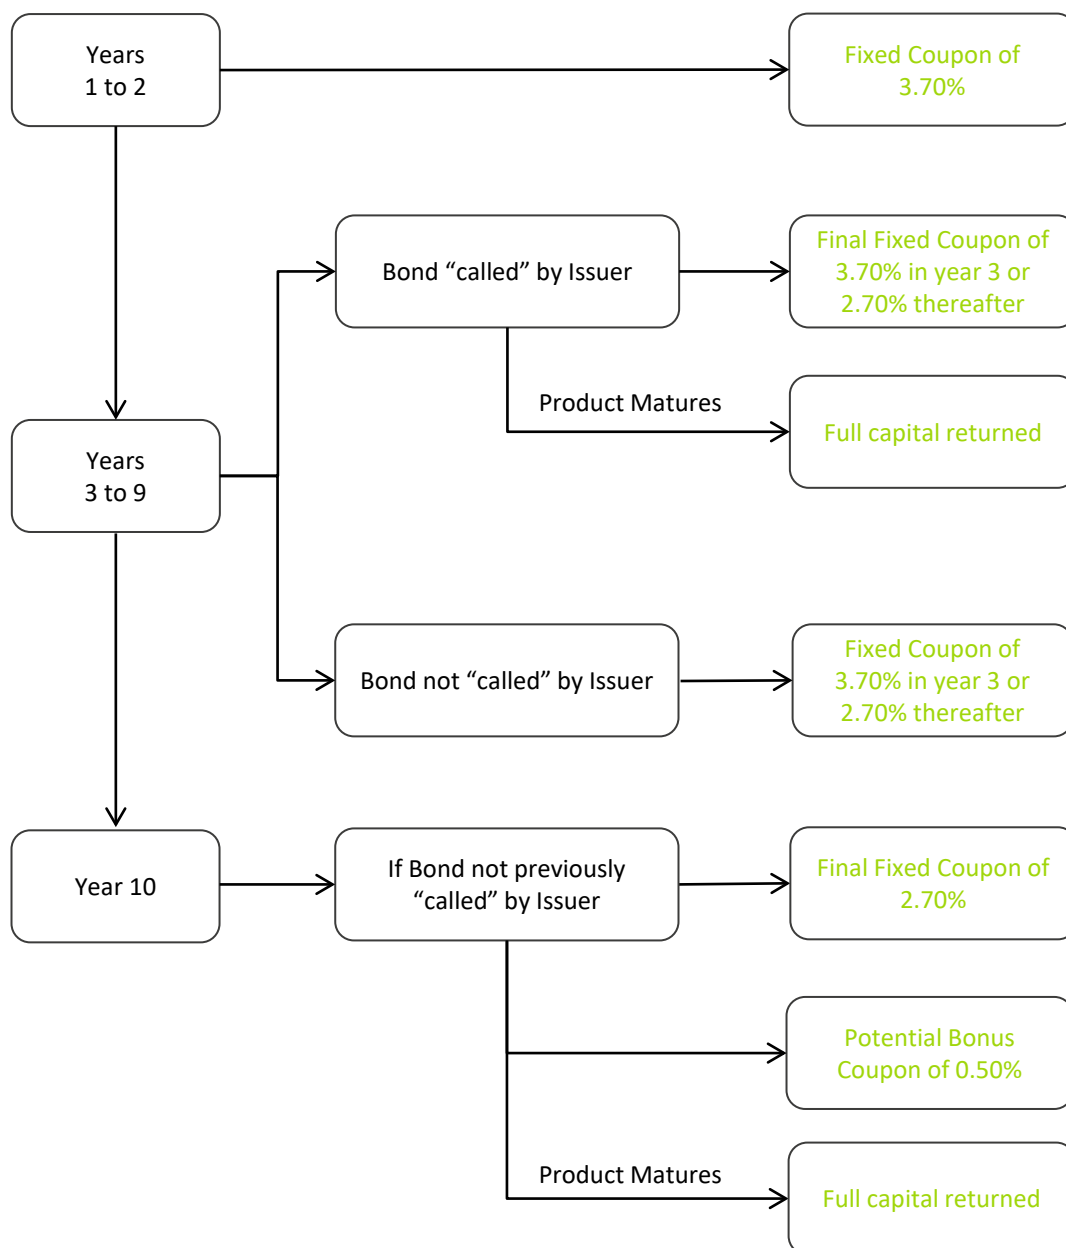 Years
1 to 2
Fixed Coupon of
3.70%
Bond “called” by Issuer
Final Fixed Coupon of
3.70% in year 3 or
2.70% thereafter
Product Matures
Full capital returned
Years
3 to 9
Bond not “called” by Issuer
Fixed Coupon of
3.70% in year 3 or
2.70% thereafter
Year 10
If Bond not previously
“called” by Issuer
Final Fixed Coupon of
2.70%
Potential Bonus
Coupon of 0.50%
Product Matures
Full capital returned